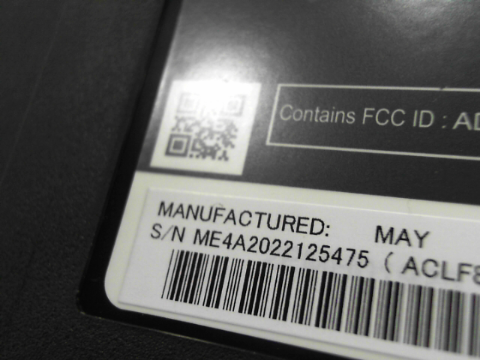 Contains FCC ID : AD
MANUFACTURED: MAY
S/N ME4A2022125475 ( ACLF8